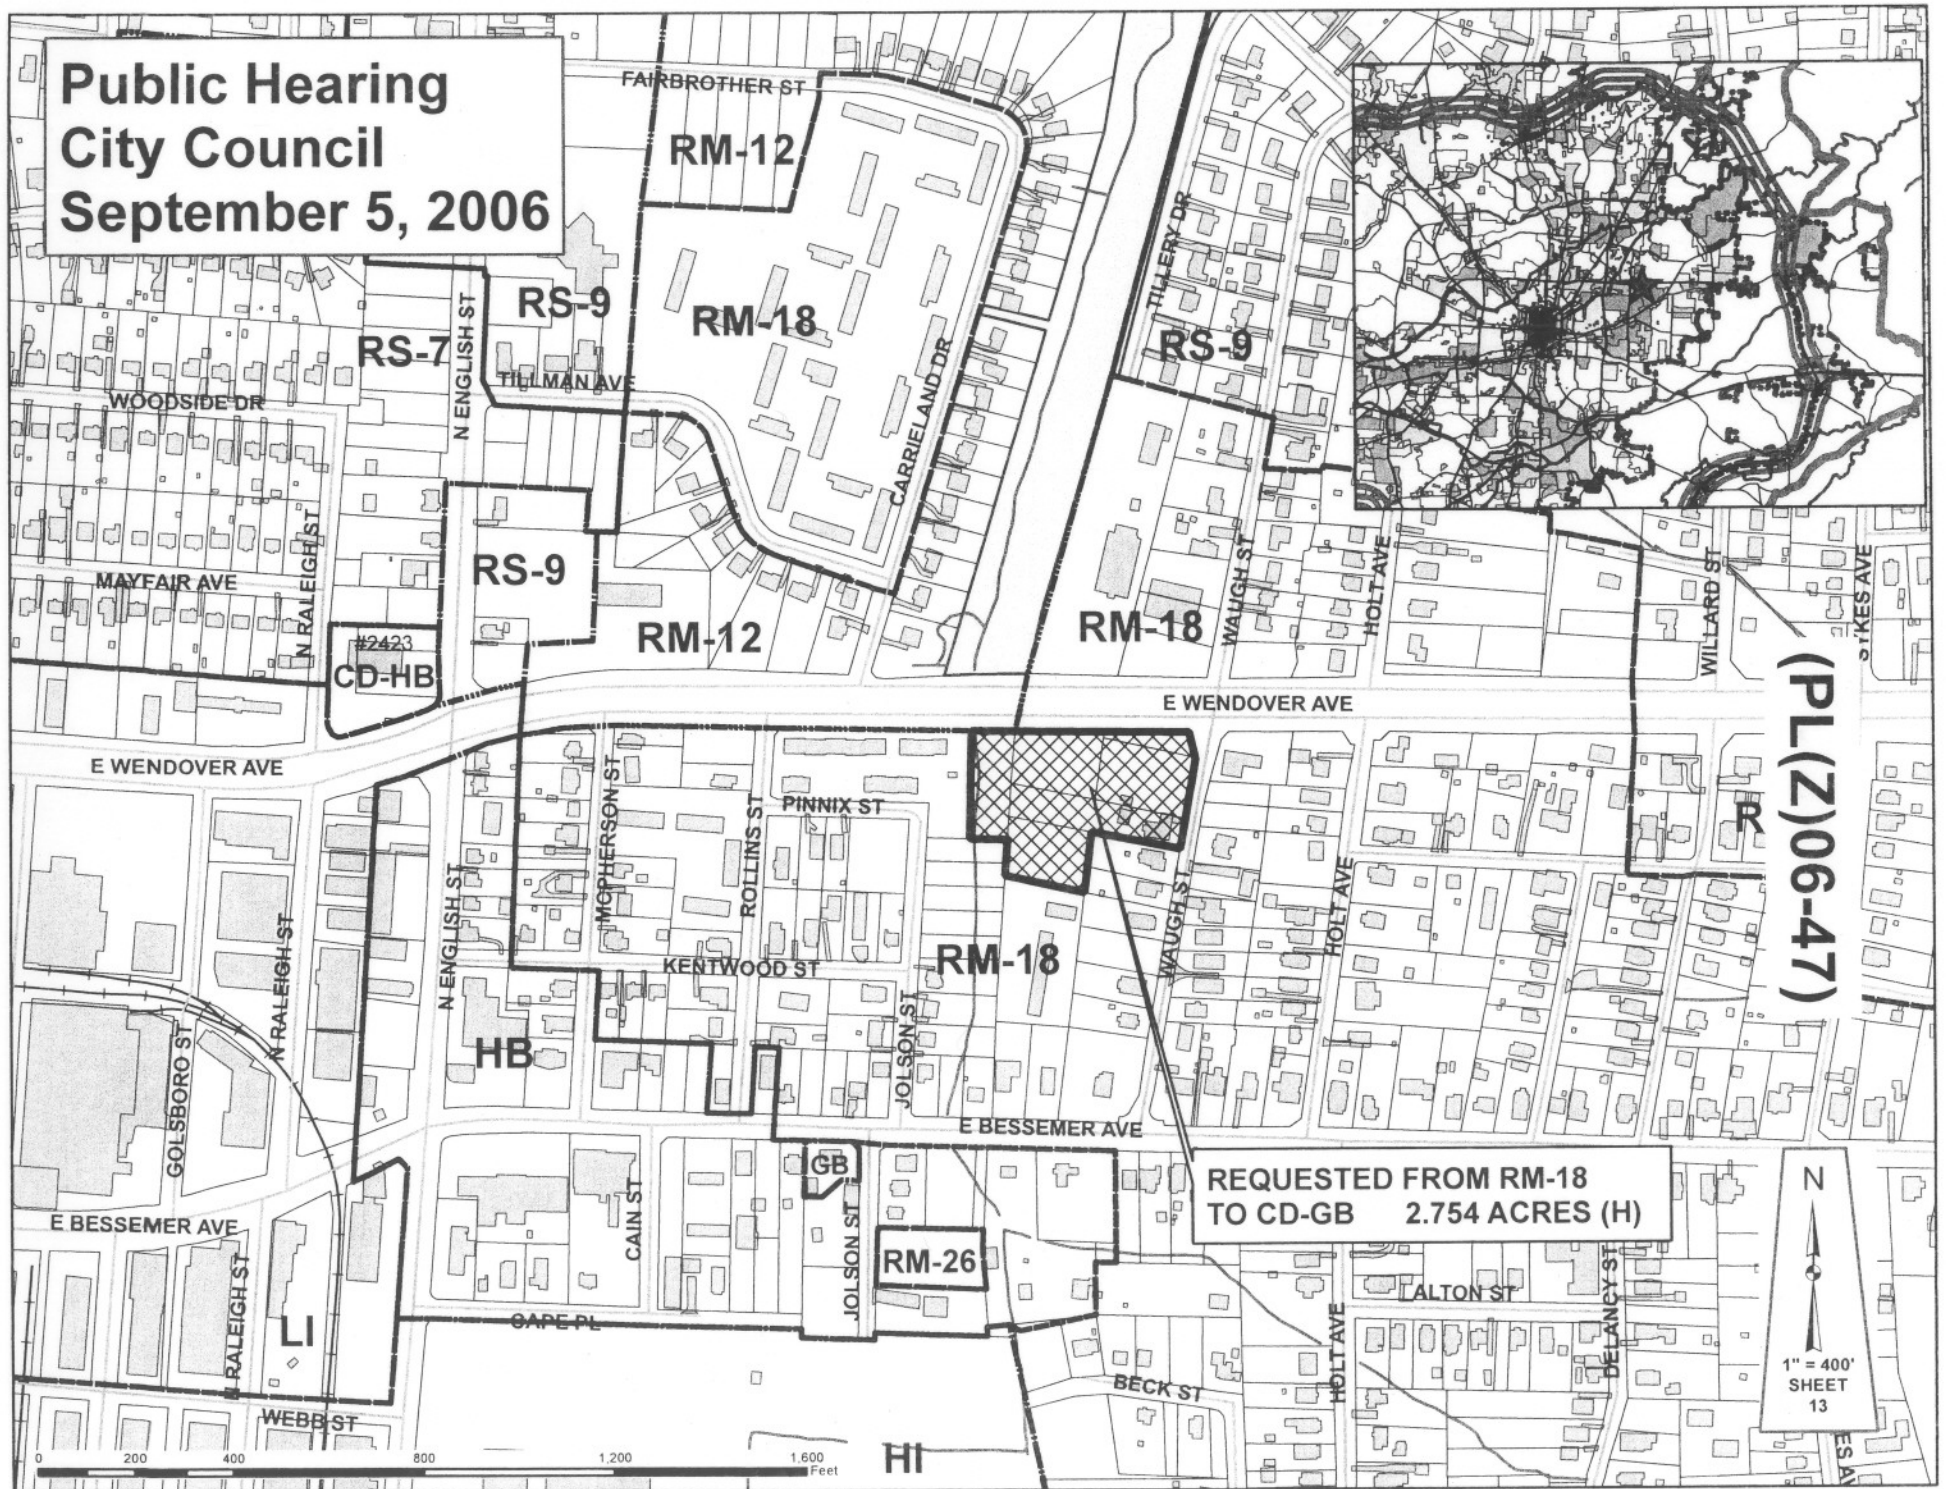 Public Hearing
City Council
September 5, 2006
FAIRBROTHER ST
RM-12
TILLERY DR
N ENGLISH ST
RS-9
RM-18
RS-7
RS-9
TILLMAN AVE
CARRIELAND DR
WOODSIDE DR
N RALEIGH ST
RS-9
MAYFAIR AVE
WAUGH ST
HOLT AVE
WILLARD ST
SYKES AVE
#2423
CD-HB
RM-12
RM-18
(PL(Z)06-47)
E WENDOVER AVE
E WENDOVER AVE
MCPHERSON ST
ROLLINS ST
PINNIX ST
R
N ENGLISH ST
N RALEIGH ST
WAUGH ST
HOLT AVE
KENTWOOD ST
RM-18
GOLSBORO ST
HB
JOLSON ST
E BESSEMER AVE
GB
REQUESTED FROM RM-18
TO CD-GB 2.754 ACRES (H)
N
E BESSEMER AVE
CAIN ST
JOLSON ST
RM-26
N RALEIGH ST
LI
CAPE PL
ALTON ST
DELANCY ST
HOLT AVE
BECK ST
1" = 400'
SHEET
13
WEBB ST
HI
ES AV
0 200 400 800 1,200 1,600
Feet